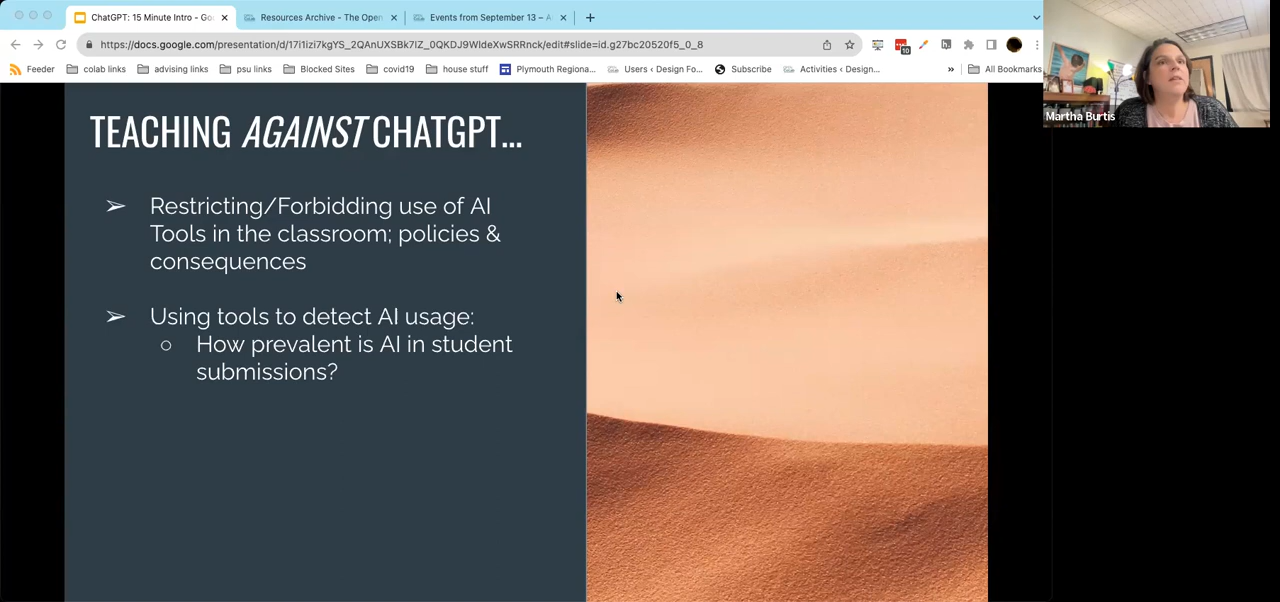 ChatGPT: 15 Minute Intro - Go
Resources Archive - The Open
Events from September 13 – A
https://docs.google.com/presentation/d/17i1izi7kgYS_2QAnUXSBk7lZ_0QKDJ9WIdeXwSRRnck/edit#slide=id.g27bc20520f5_0_8
10
Feeder
colab links
advising links
psu links
Blocked Sites
covid19
house stuff
Plymouth Regiona...
Users ‹ Design Fo...
Subscribe
Activities ‹ Design...
»
All Bookmarks
Martha Burtis
TEACHING AGAINST CHATGPT...
➢ Restricting/Forbidding use of AI
Tools in the classroom; policies &
consequences
➢ Using tools to detect AI usage:
○ How prevalent is AI in student
submissions?